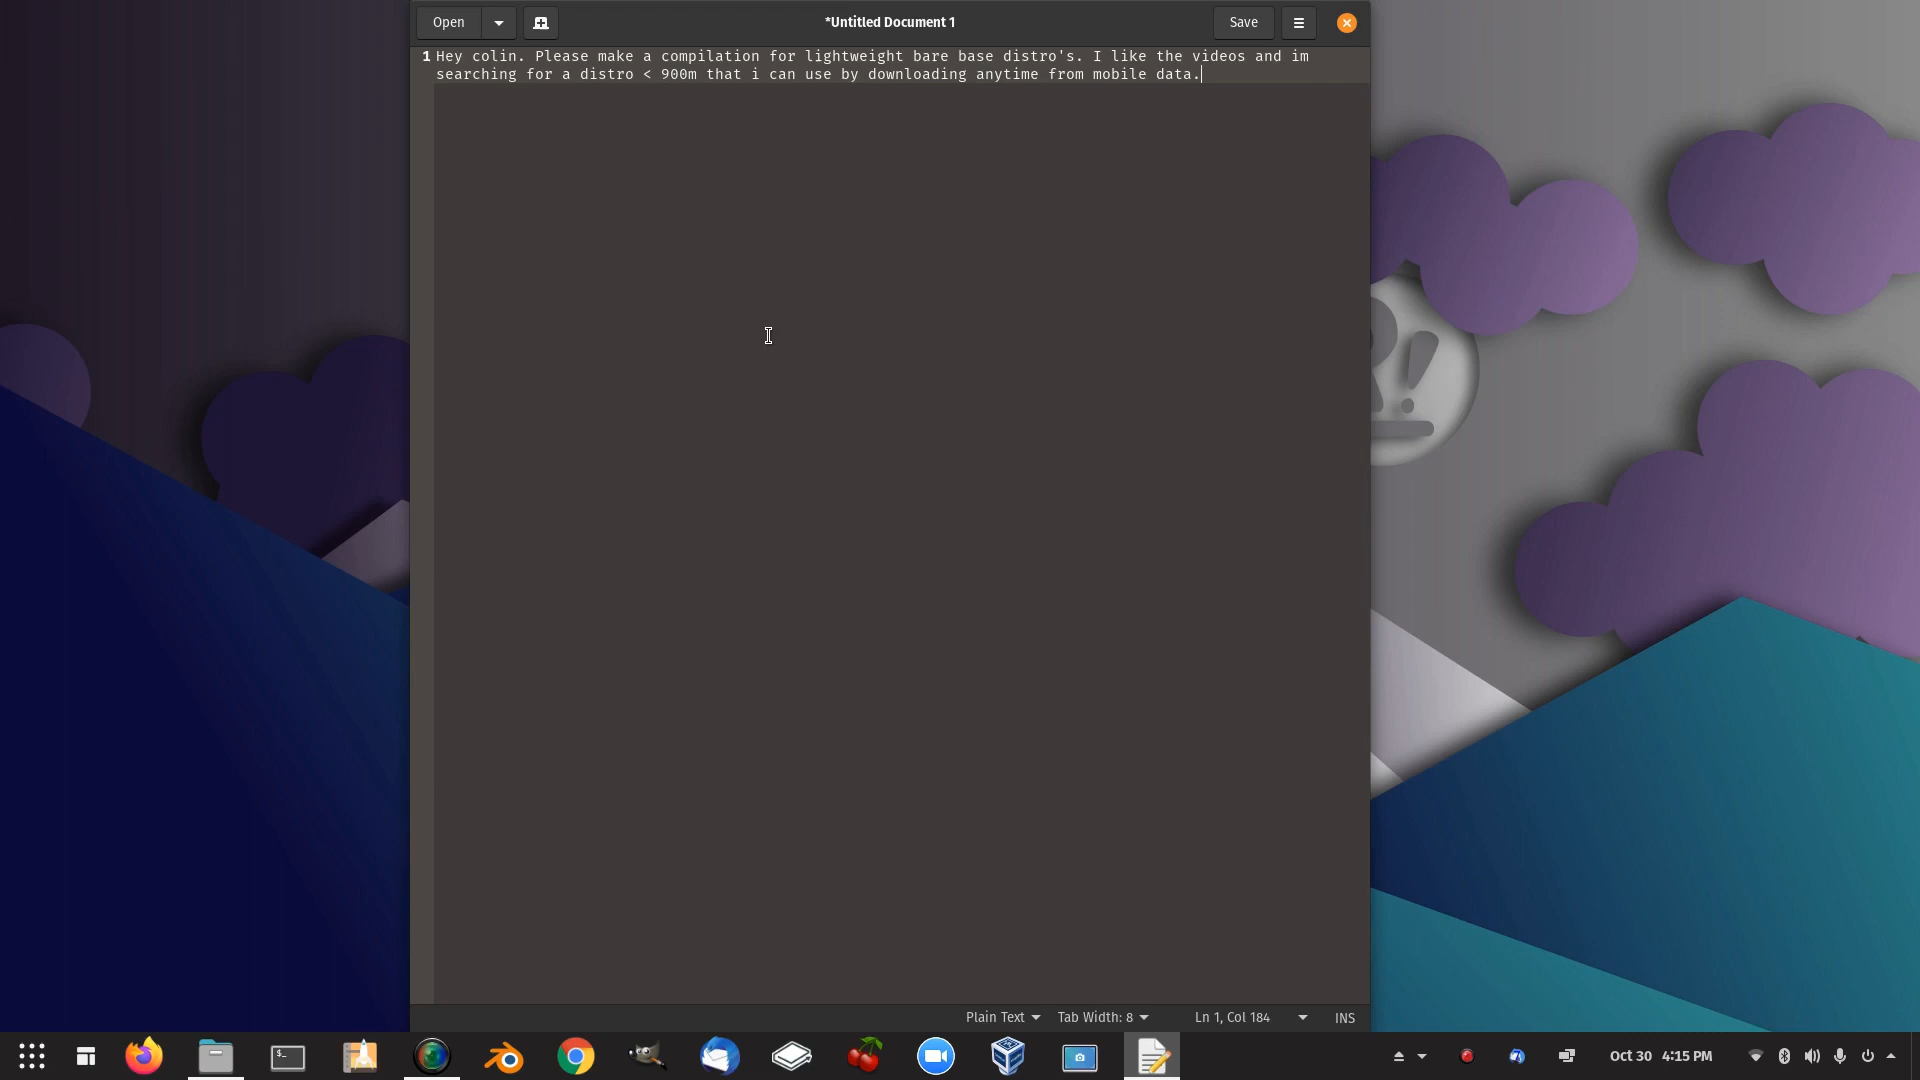 Open
*Untitled Document 1
Save
1 Hey colin. Please make a compilation for lightweight bare base distro's. I like the videos and im
searching for a distro < 900m that i can use by downloading anytime from mobile data.
Plain Text
Tab Width: 8
Ln 1, Col 184
INS
Oct 30 4:15 PM